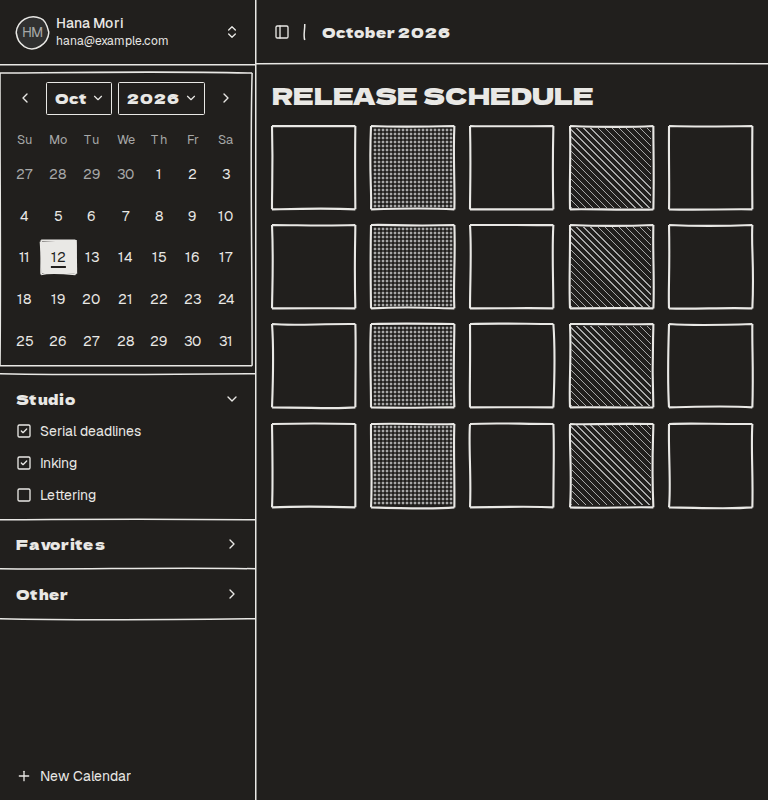 HM
Hana Mori
hana@example.com
Oct 2026
Su Mo Tu We Th Fr Sa
27 28 29 30 1 2 3
4 5 6 7 8 9 10
11 12 13 14 15 16 17
18 19 20 21 22 23 24
25 26 27 28 29 30 31
Studio
Serial deadlines
Inking
Lettering
Favorites
Other
New Calendar
October 2026
RELEASE SCHEDULE